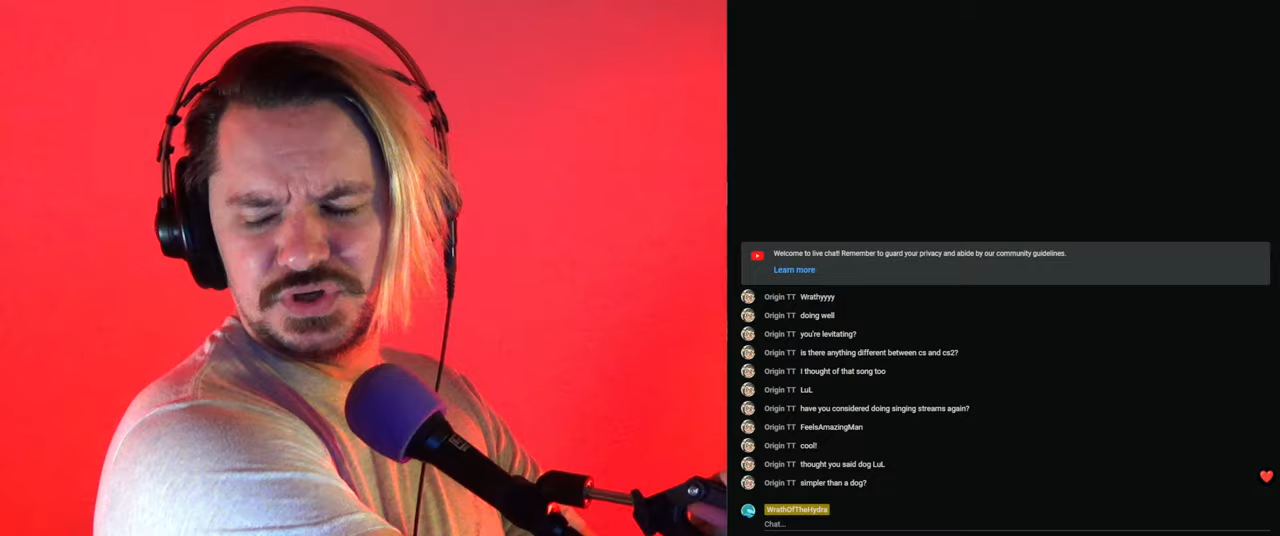 Welcome to live chat! Remember to guard your privacy and abide by our community guidelines.
Learn more
Origin TT Wrathyyyy
Origin TT doing well
Origin TT you're levitating?
Origin TT is there anything different between cs and cs2?
Origin TT I thought of that song too
Origin TT LuL
Origin TT have you considered doing singing streams again?
Origin TT FeelsAmazingMan
Origin TT cool!
Origin TT thought you said dog LuL
Origin TT simpler than a dog?
WrathOfTheHydra
Chat...